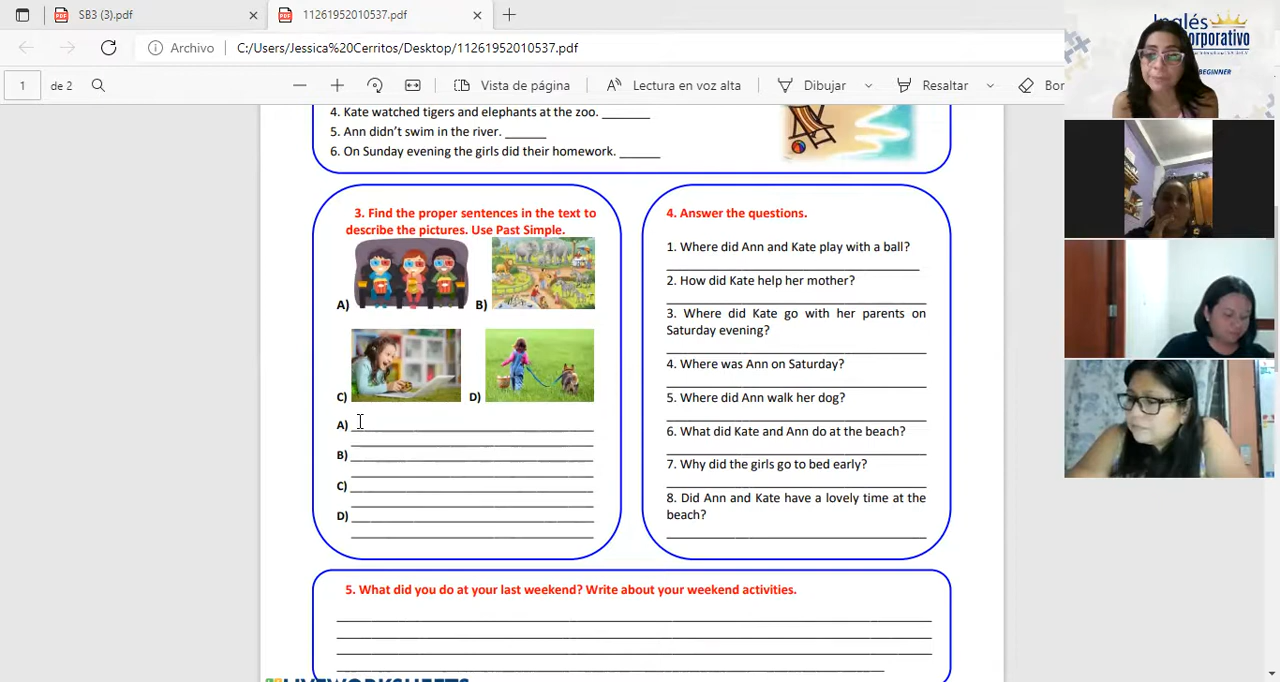 SB3 (3).pdf
11261952010537.pdf
Archivo
C:/Users/Jessica%20Cerritos/Desktop/11261952010537.pdf
1
de 2
Vista de página
Lectura en voz alta
Dibujar
Resaltar
Bor
Inglés
orporativo
BEGINNER
4. Kate watched tigers and elephants at the zoo. _______
5. Ann didn't swim in the river. ______
6. On Sunday evening the girls did their homework. ______
3. Find the proper sentences in the text to
describe the pictures. Use Past Simple.
A)
B)
C)
D)
A)
B)
C)
D)
4. Answer the questions.
1. Where did Ann and Kate play with a ball?
2. How did Kate help her mother?
3. Where did Kate go with her parents on
Saturday evening?
4. Where was Ann on Saturday?
5. Where did Ann walk her dog?
6. What did Kate and Ann do at the beach?
7. Why did the girls go to bed early?
8. Did Ann and Kate have a lovely time at the
beach?
5. What did you do at your last weekend? Write about your weekend activities.
LIVEWORKSHEETS